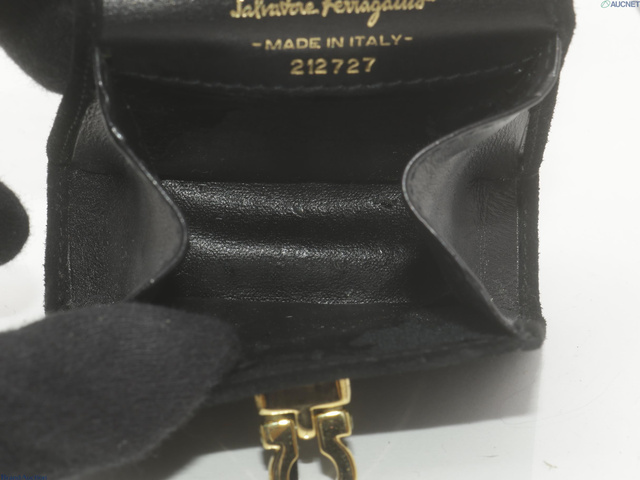 Salvatore Ferragamo
-MADE IN ITALY-
212727
©AUCNET